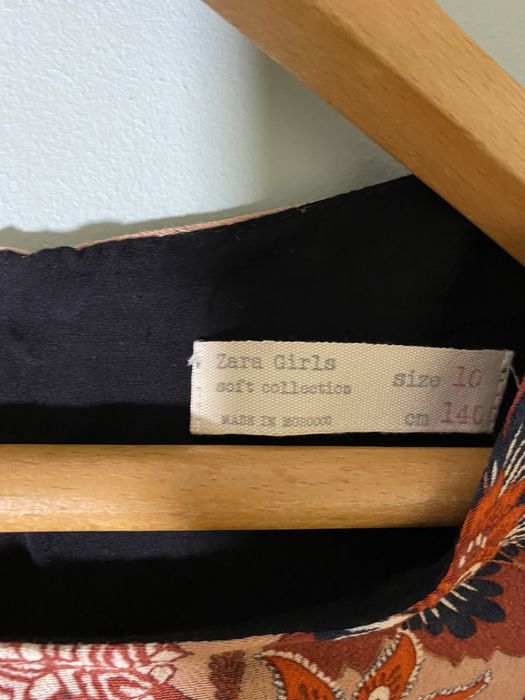 Zara Girls
soft collection
size 10
MADE IN MOROCCO
cm 140